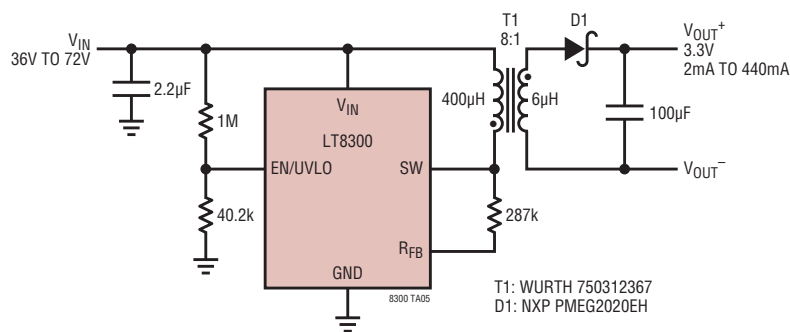 T1
8:1
D1
VIN
36V TO 72V
VOUT+
3.3V
2mA TO 440mA
2.2µF
1M
VIN
LT8300
400µH
6µH
100µF
EN/UVLO
SW
VOUT–
40.2k
287k
RFB
GND
8300 TA05
T1: WURTH 750312367
D1: NXP PMEG2020EH